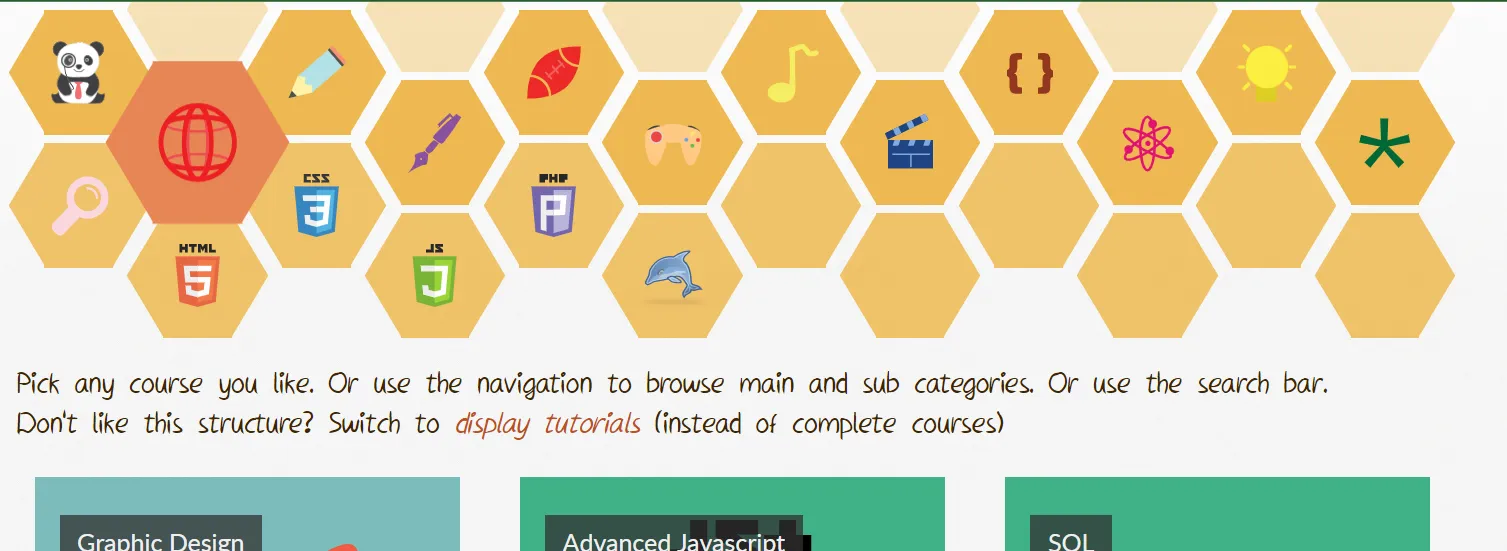 { }
CSS
3
PHP
P
HTML
5
JS
J
*
Pick any course you like. Or use the navigation to browse main and sub categories. Or use the search bar.
Don't like this structure? Switch to display tutorials (instead of complete courses)
Graphic Design
Advanced Javascript
SQL